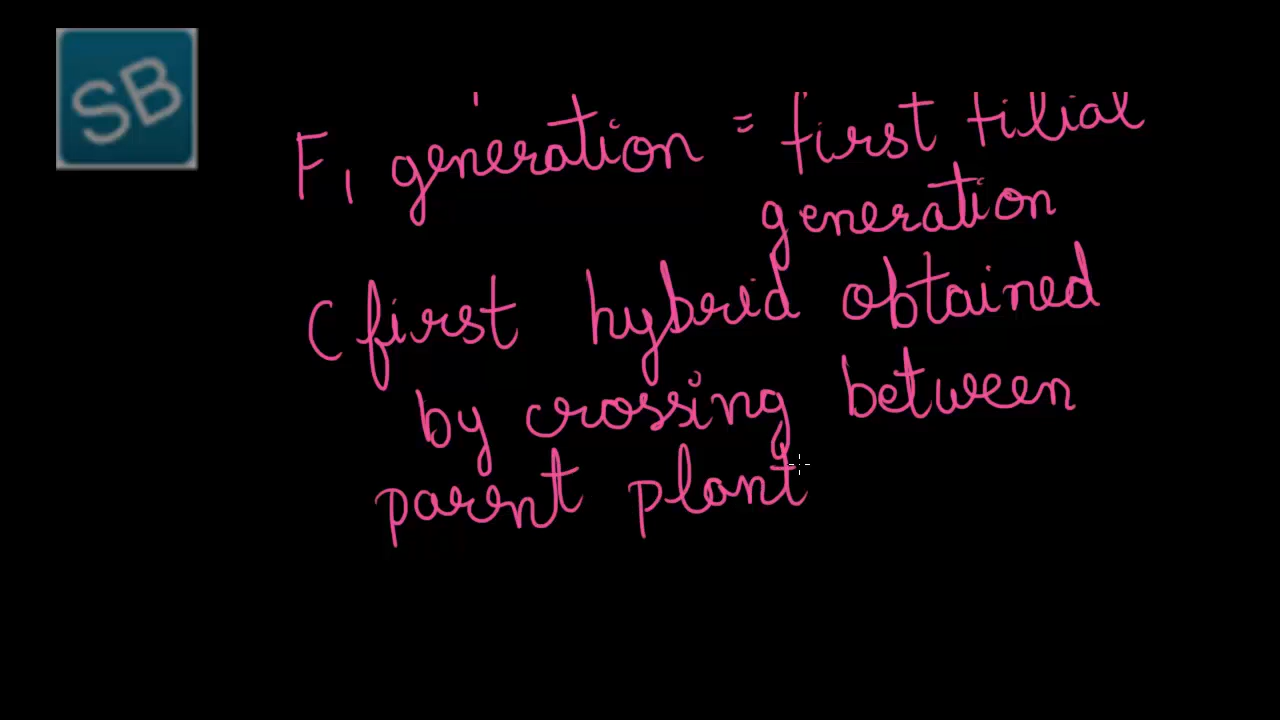 SB
F1 generation = first filial
generation
( first hybrid obtained
by crossing between
parent plant